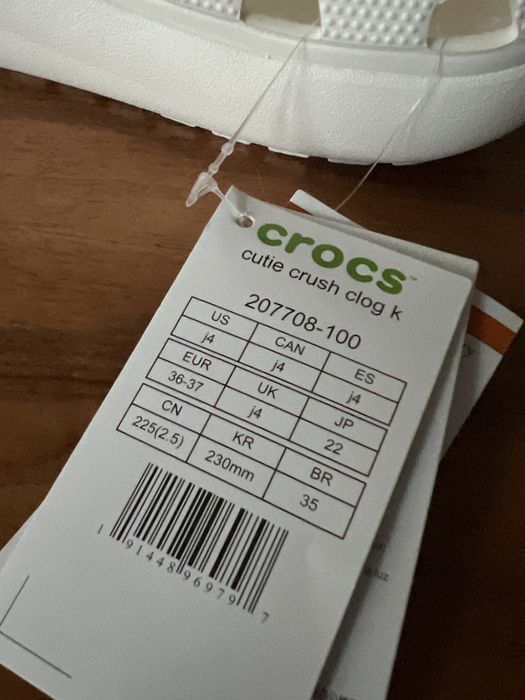 crocs™
cutie crush clog k
207708-100
US CAN ES
j4 j4 j4
EUR UK JP
36-37 j4 22
CN KR BR
225(2.5) 230mm 35
1 91448 96979 7